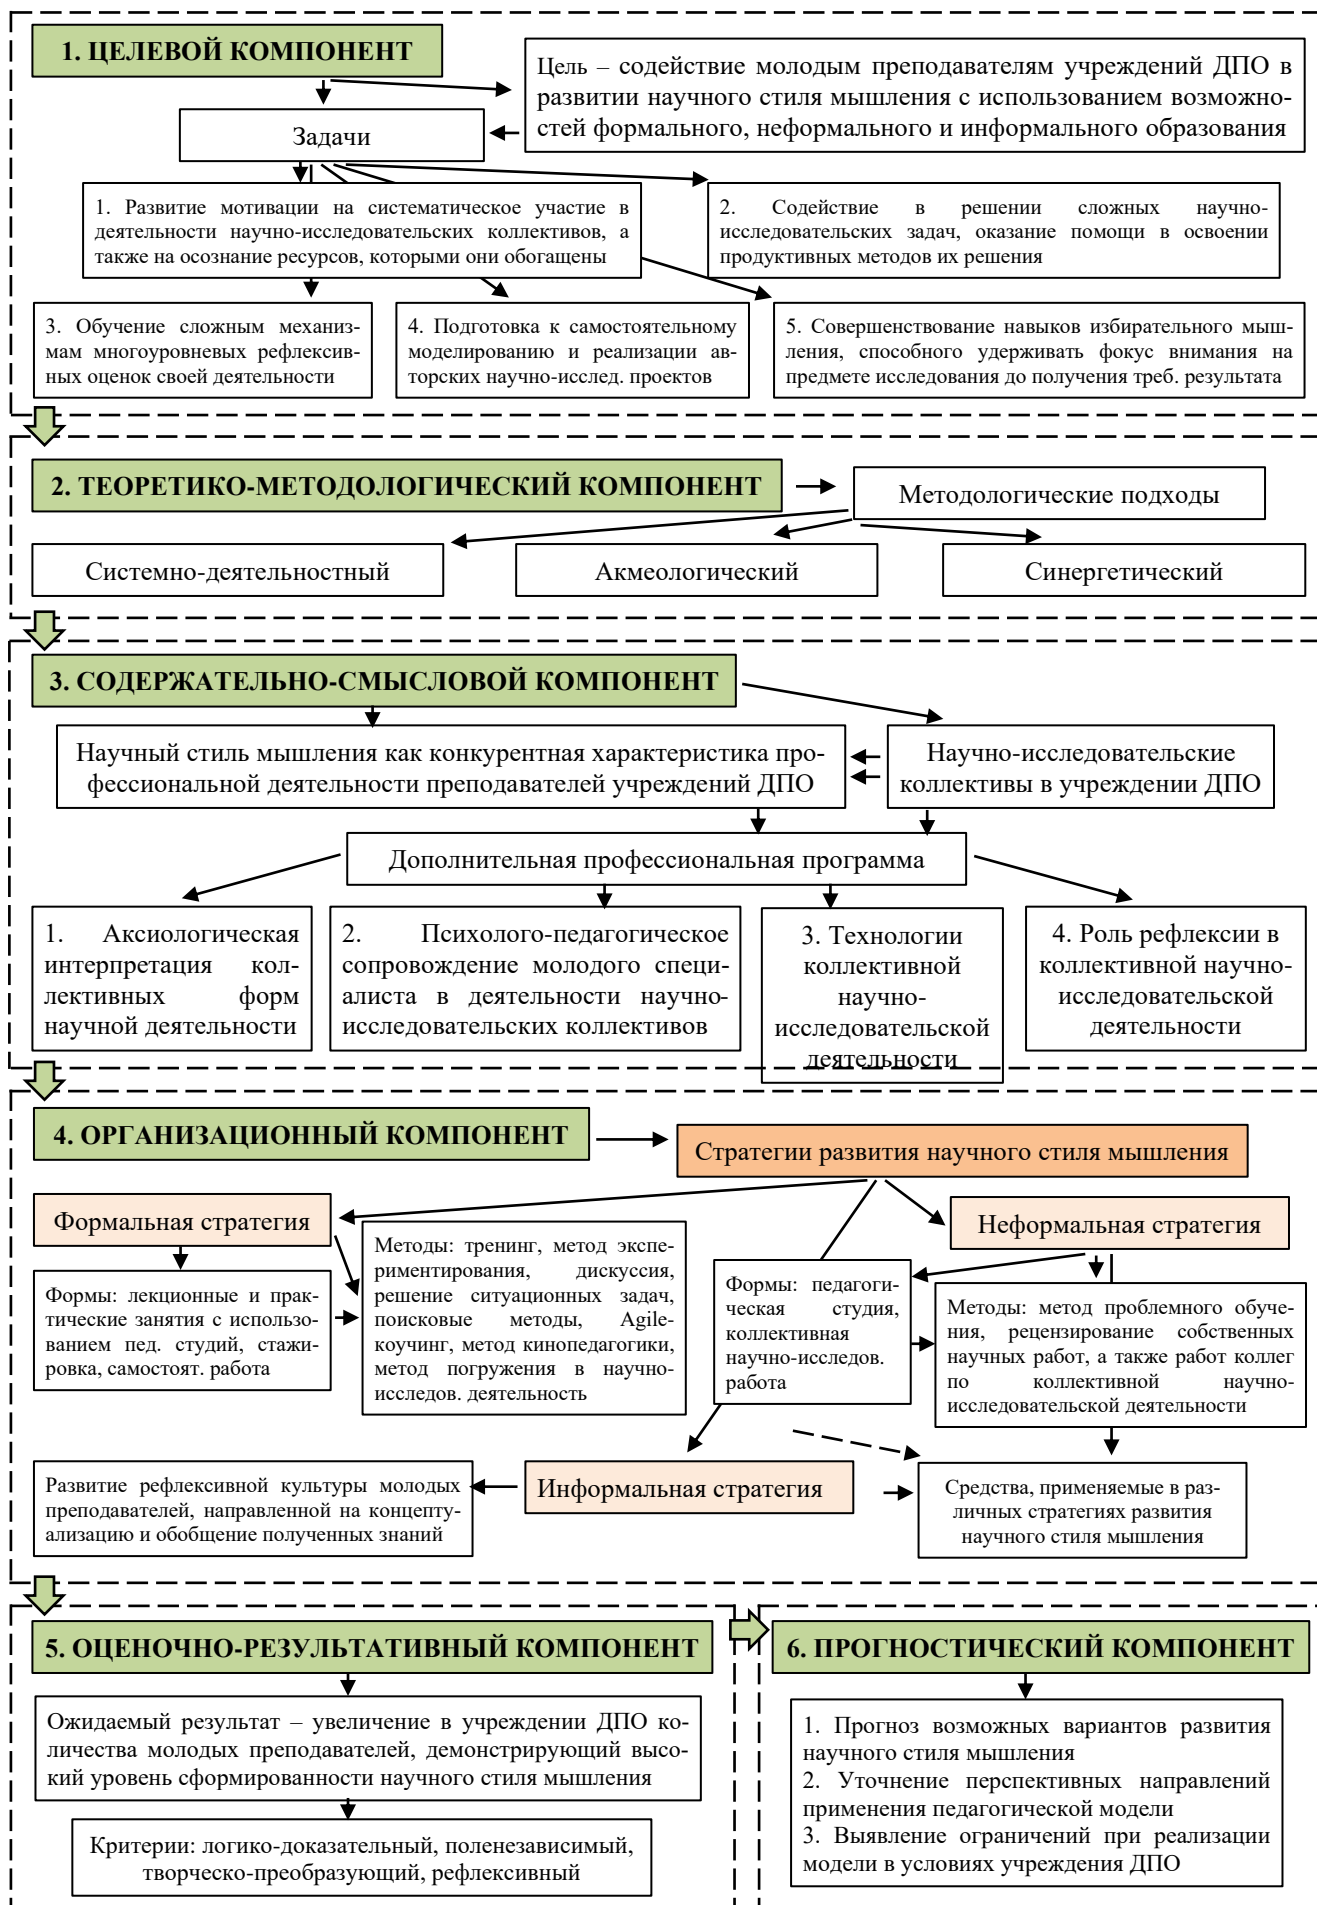 1. ЦЕЛЕВОЙ КОМПОНЕНТ
Цель – содействие молодым преподавателям учреждений ДПО в
развитии научного стиля мышления с использованием возможно-
стей формального, неформального и информального образования
Задачи
1. Развитие мотивации на систематическое участие в
деятельности научно-исследовательских коллективов, а
также на осознание ресурсов, которыми они обогащены
2. Содействие в решении сложных научно-
исследовательских задач, оказание помощи в освоении
продуктивных методов их решения
3. Обучение сложным механиз-
мам многоуровневых рефлексив-
ных оценок своей деятельности
4. Подготовка к самостоятельному
моделированию и реализации ав-
торских научно-исслед. проектов
5. Совершенствование навыков избирательного мыш-
ления, способного удерживать фокус внимания на
предмете исследования до получения треб. результата
2. ТЕОРЕТИКО-МЕТОДОЛОГИЧЕСКИЙ КОМПОНЕНТ
Методологические подходы
Системно-деятельностный
Акмеологический
Синергетический
3. СОДЕРЖАТЕЛЬНО-СМЫСЛОВОЙ КОМПОНЕНТ
Научный стиль мышления как конкурентная характеристика про-
фессиональной деятельности преподавателей учреждений ДПО
Научно-исследовательские
коллективы в учреждении ДПО
Дополнительная профессиональная программа
1. Аксиологическая
интерпретация кол-
лективных форм
научной деятельности
2. Психолого-педагогическое
сопровождение молодого специ-
алиста в деятельности научно-
исследовательских коллективов
3. Технологии
коллективной
научно-
исследовательской
деятельности
4. Роль рефлексии в
коллективной научно-
исследовательской
деятельности
4. ОРГАНИЗАЦИОННЫЙ КОМПОНЕНТ
Стратегии развития научного стиля мышления
Формальная стратегия
Неформальная стратегия
Формы: лекционные и прак-
тические занятия с использо-
ванием пед. студий, стажи-
ровка, самостоят. работа
Методы: тренинг, метод экспе-
риментирования, дискуссия,
решение ситуационных задач,
поисковые методы, Agile-
коучинг, метод кинопедагогики,
метод погружения в научно-
исследов. деятельность
Формы: педагоги-
ческая студия,
коллективная
научно-исследов.
работа
Методы: метод проблемного обуче-
ния, рецензирование собственных
научных работ, а также работ коллег
по коллективной научно-
исследовательской деятельности
Развитие рефлексивной культуры молодых
преподавателей, направленной на концепту-
ализацию и обобщение полученных знаний
Информальная стратегия
Средства, применяемые в раз-
личных стратегиях развития
научного стиля мышления
5. ОЦЕНОЧНО-РЕЗУЛЬТАТИВНЫЙ КОМПОНЕНТ
Ожидаемый результат – увеличение в учреждении ДПО ко-
личества молодых преподавателей, демонстрирующий высо-
кий уровень сформированности научного стиля мышления
Критерии: логико-доказательный, поленезависимый,
творческо-преобразующий, рефлексивный
6. ПРОГНОСТИЧЕСКИЙ КОМПОНЕНТ
1. Прогноз возможных вариантов развития
научного стиля мышления
2. Уточнение перспективных направлений
применения педагогической модели
3. Выявление ограничений при реализации
модели в условиях учреждения ДПО